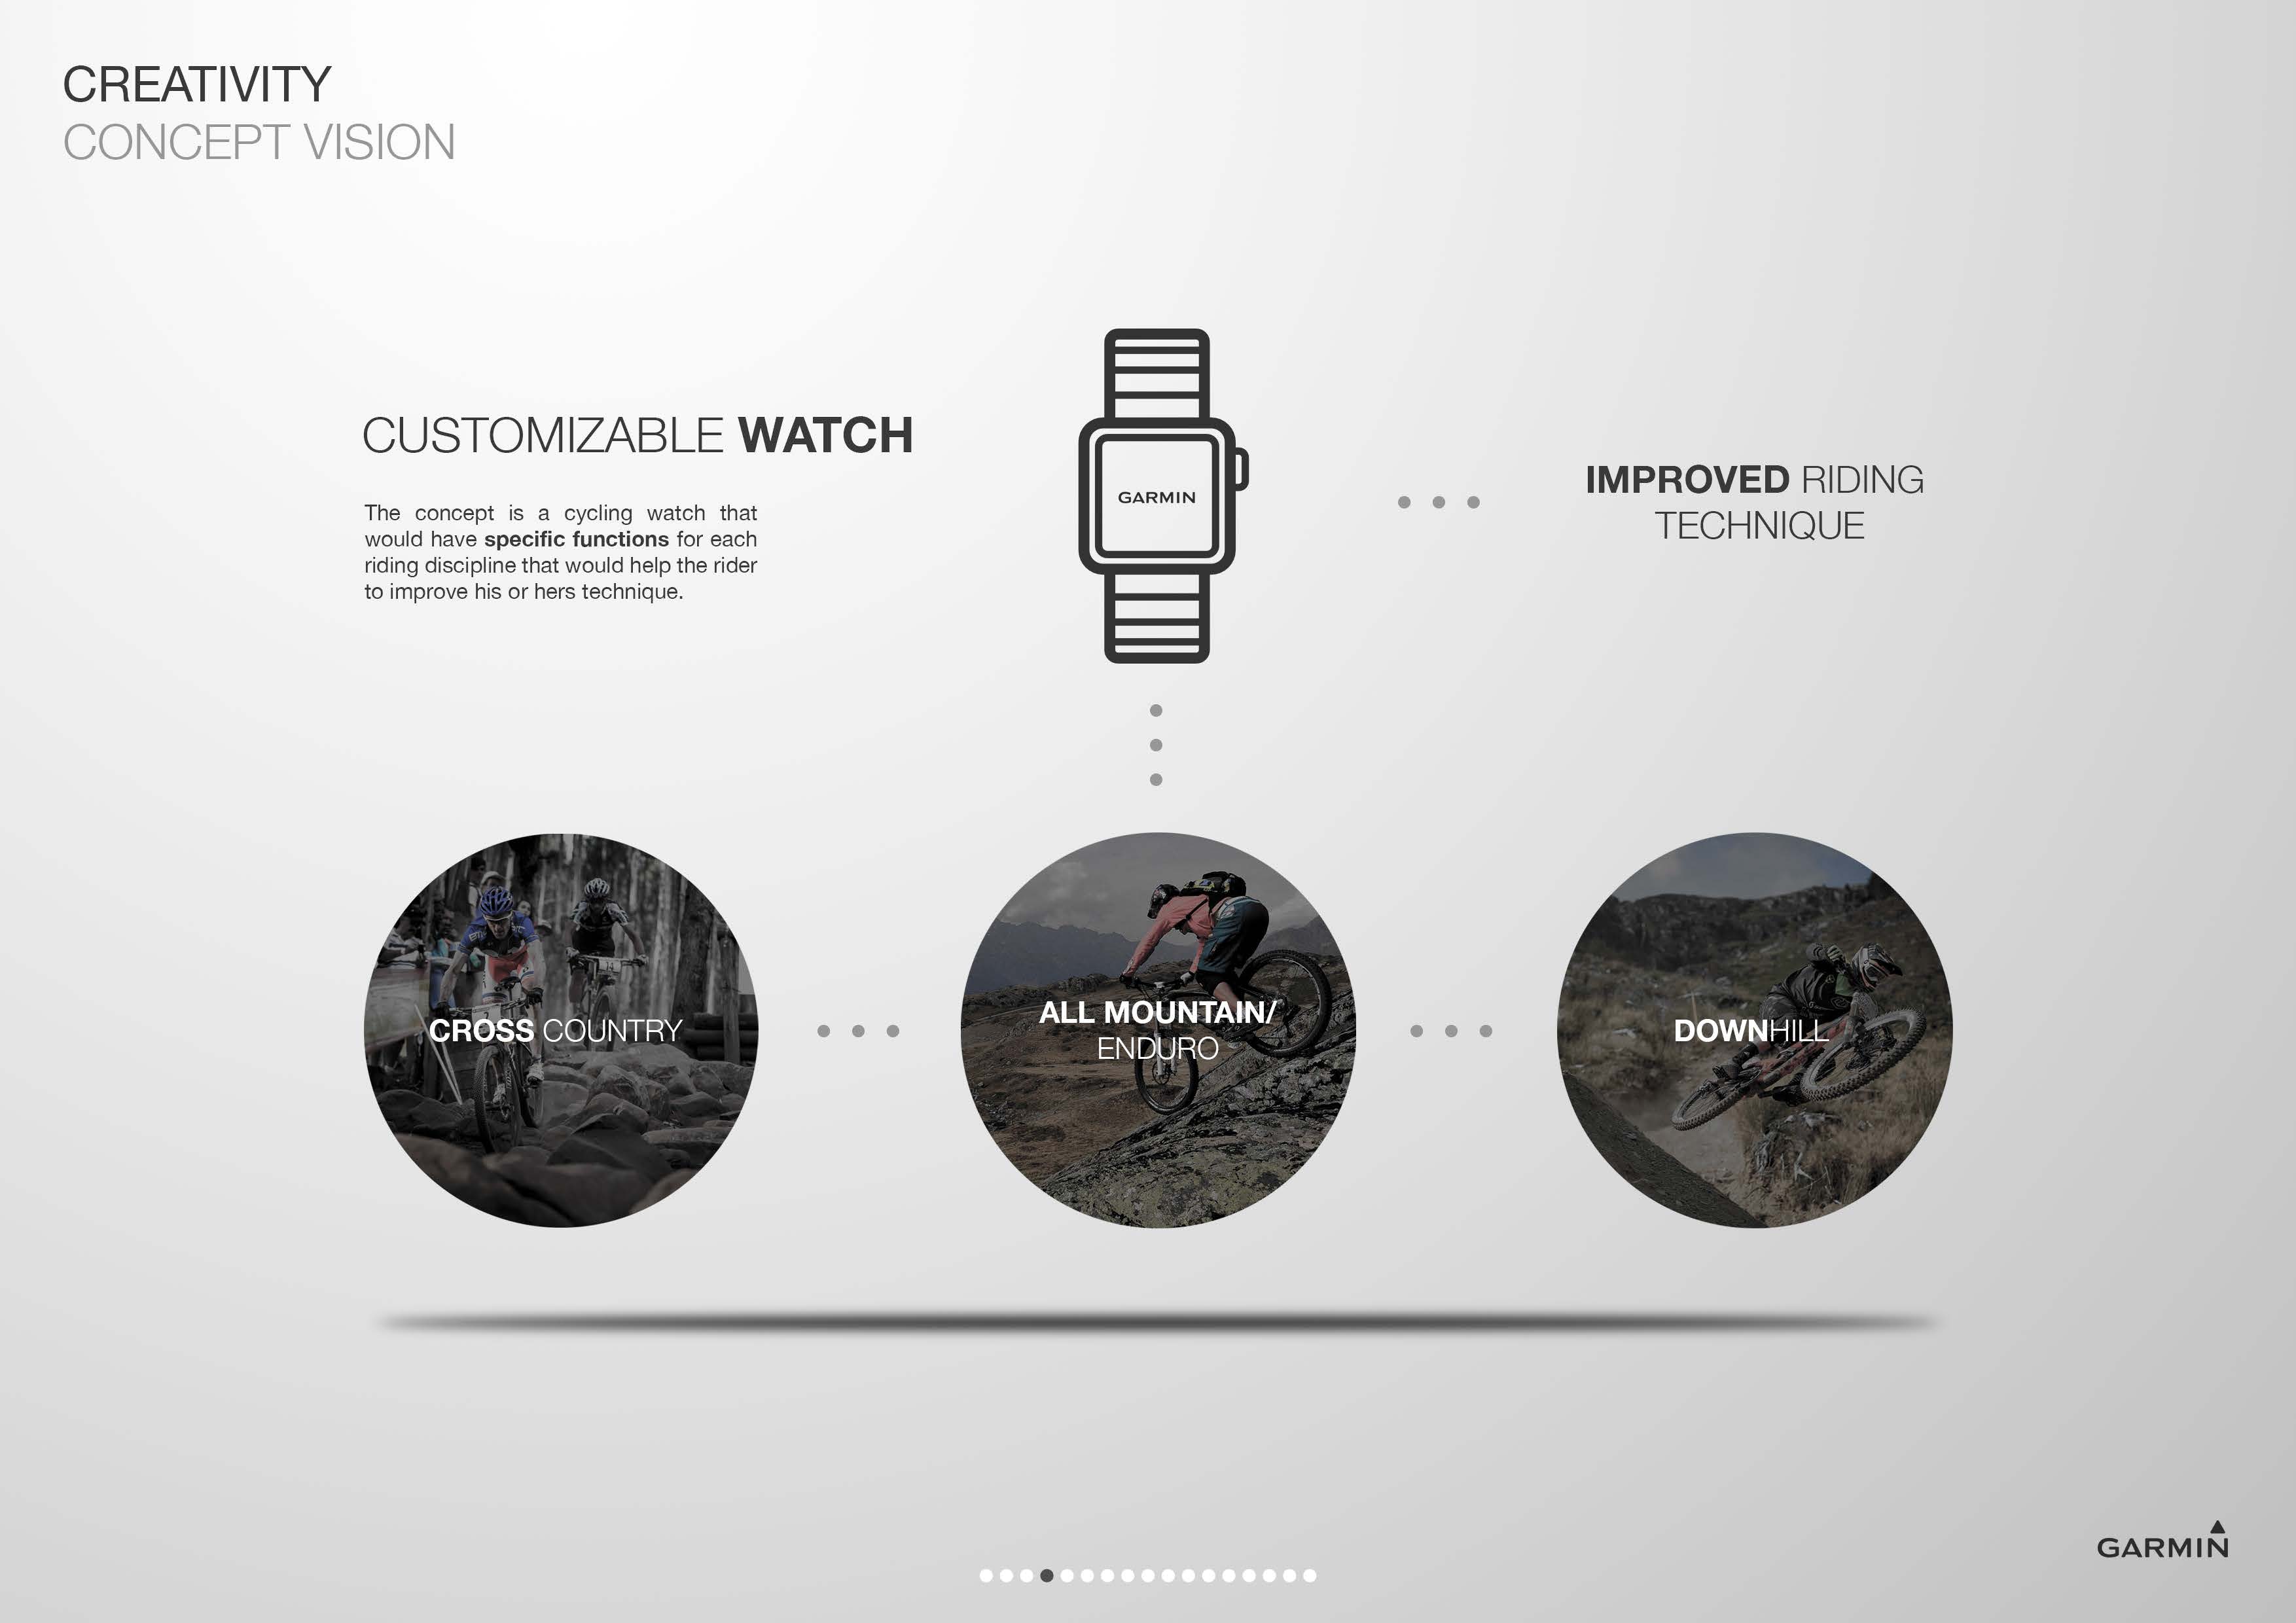 CREATIVITY
CONCEPT VISION
CUSTOMIZABLE WATCH
The concept is a cycling watch that
would have specific functions for each
riding discipline that would help the rider
to improve his or hers technique.
GARMIN
IMPROVED RIDING
TECHNIQUE
CROSS COUNTRY
ALL MOUNTAIN/
ENDURO
DOWNHILL
GARMIN